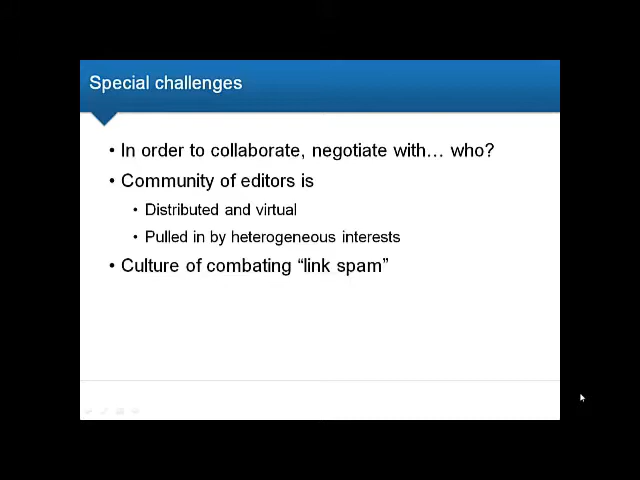 Special challenges
• In order to collaborate, negotiate with… who?
• Community of editors is
• Distributed and virtual
• Pulled in by heterogeneous interests
• Culture of combating “link spam”